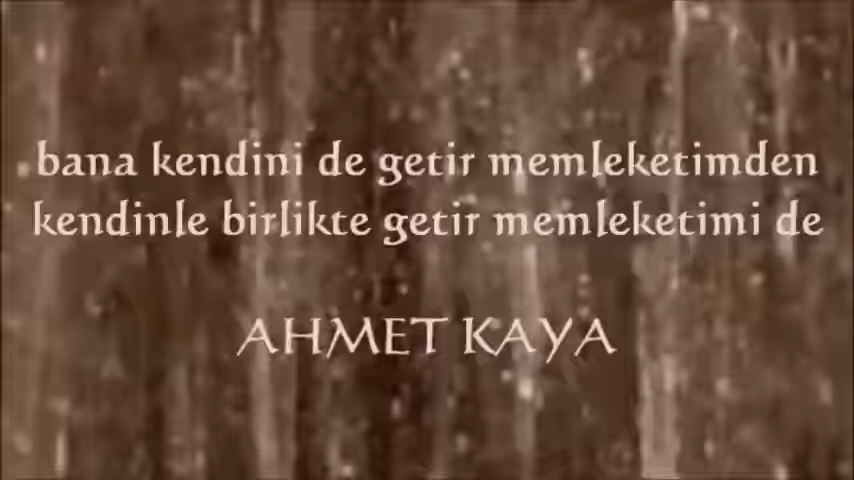 bana kendini de getir memleketimden
kendinle birlikte getir memleketimi de
AHMET KAYA